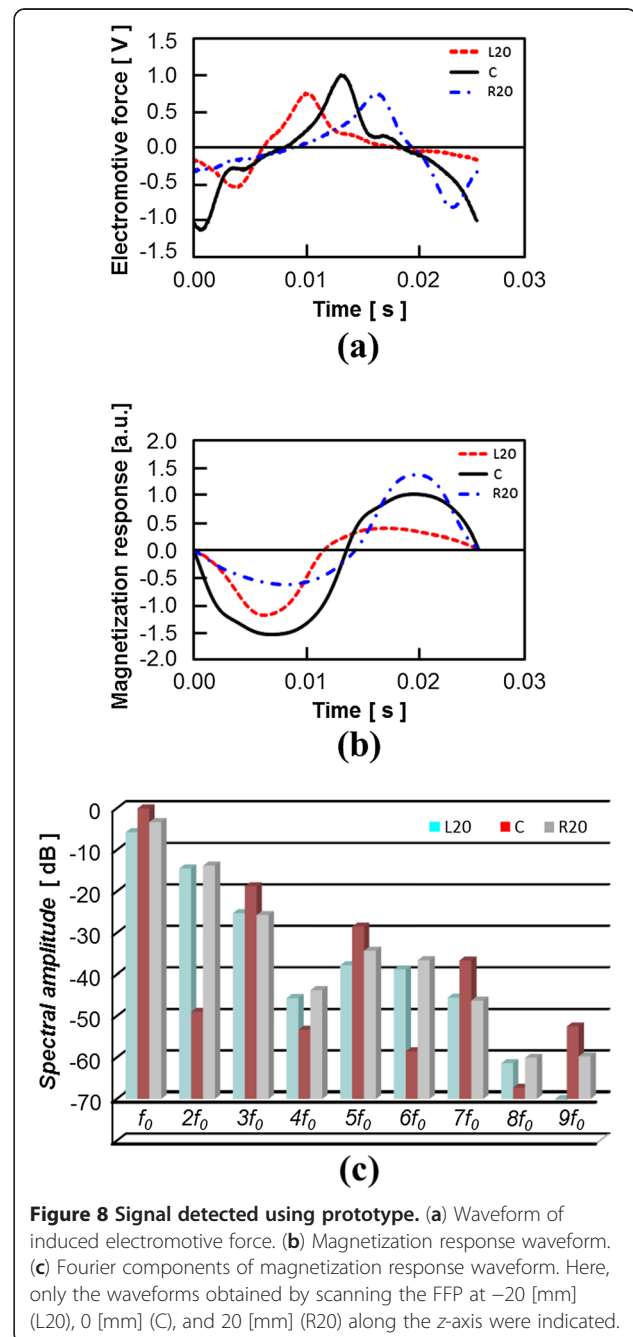 Electromotive force [ V ]
1.5
1.0
0.5
0.0
-0.5
-1.0
-1.5
L20
C
R20
0.00 0.01 0.02 0.03
Time [ s ]
(a)
Magnetization response [a.u.]
2.0
1.5
1.0
0.5
0.0
-0.5
-1.0
-1.5
-2.0
L20
C
R20
0.00 0.01 0.02 0.03
Time [ s ]
(b)
Spectral amplitude [ dB ]
0
-10
-20
-30
-40
-50
-60
-70
L20 C R20
f0 2f0 3f0 4f0 5f0 6f0 7f0 8f0 9f0
(c)
Figure 8 Signal detected using prototype. (a) Waveform of
induced electromotive force. (b) Magnetization response waveform.
(c) Fourier components of magnetization response waveform. Here,
only the waveforms obtained by scanning the FFP at −20 [mm]
(L20), 0 [mm] (C), and 20 [mm] (R20) along the z-axis were indicated.